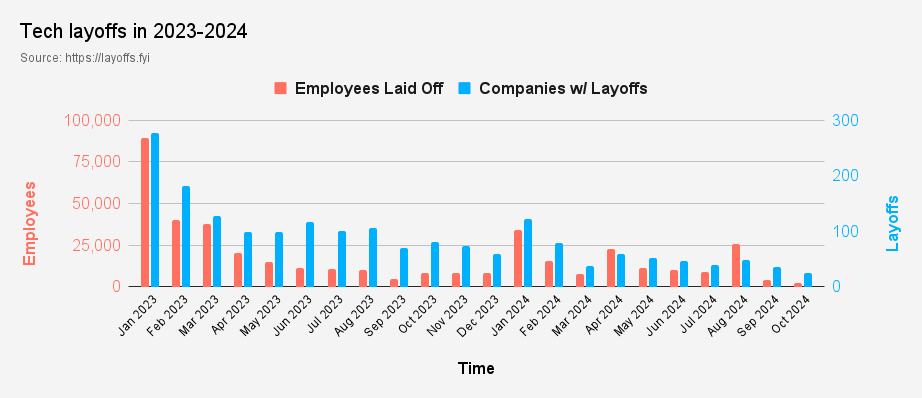 Tech layoffs in 2023-2024
Source: https://layoffs.fyi
Employees Laid Off
Companies w/ Layoffs
100,000
75,000
50,000
25,000
0
Employees
300
200
100
0
Layoffs
Jan 2023
Feb 2023
Mar 2023
Apr 2023
May 2023
Jun 2023
Jul 2023
Aug 2023
Sep 2023
Oct 2023
Nov 2023
Dec 2023
Jan 2024
Feb 2024
Mar 2024
Apr 2024
May 2024
Jun 2024
Jul 2024
Aug 2024
Sep 2024
Oct 2024
Time